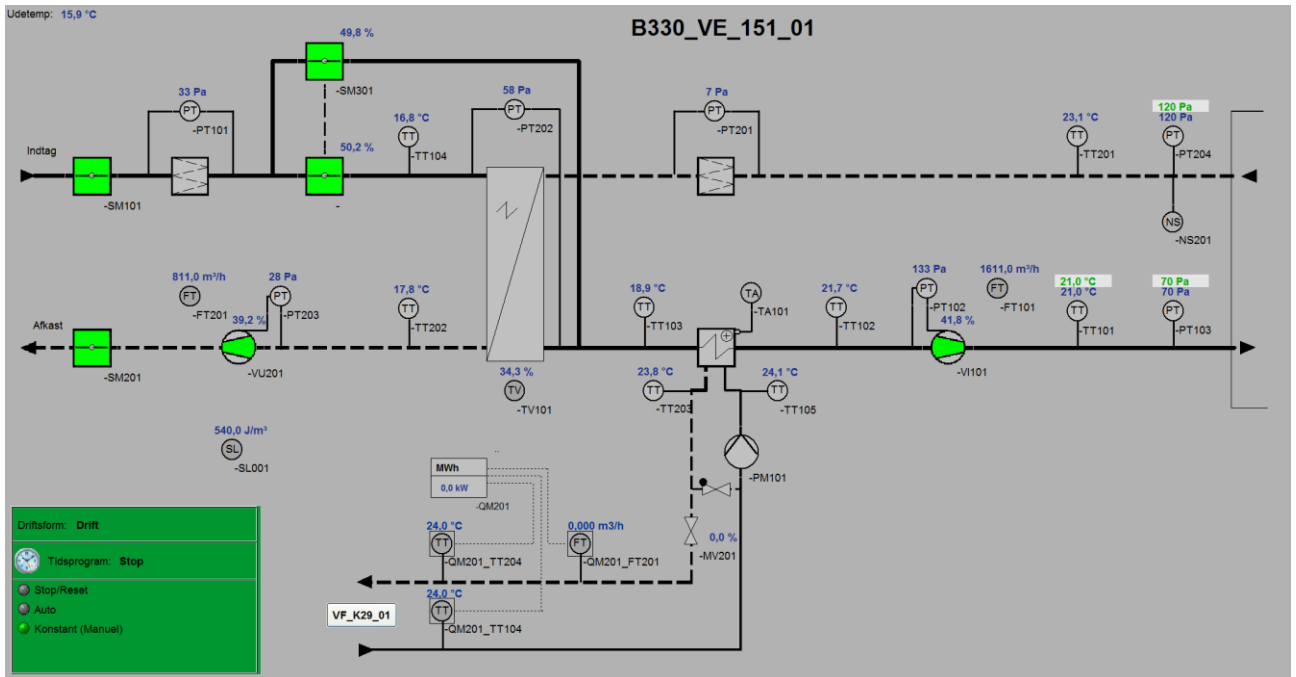 Udetemp: 15,9 °C
B330_VE_151_01
49,8 %
-SM301
33 Pa
PT
-PT101
16,8 °C
TT
-TT104
58 Pa
PT
-PT202
7 Pa
PT
-PT201
23,1 °C
TT
-TT201
120 Pa
120 Pa
PT
-PT204
Indtag
50,2 %
-SM101
-
NS
-NS201
811,0 m³/h
FT
-FT201
28 Pa
PT
-PT203
17,8 °C
TT
-TT202
18,9 °C
TT
-TT103
TA
-TA101
21,7 °C
TT
-TT102
133 Pa
PT
-PT102
1611,0 m³/h
FT
-FT101
21,0 °C
21,0 °C
TT
-TT101
70 Pa
70 Pa
PT
-PT103
Afkast
39,2 %
41,8 %
-SM201
-VU201
-VI101
34,3 %
TV
-TV101
23,8 °C
TT
-TT203
24,1 °C
TT
-TT105
540,0 J/m³
SL
-SL001
MWh
0,0 kW
-QM201
-PM101
24,0 °C
TT
-QM201_TT204
0,000 m3/h
FT
-QM201_FT201
0,0 %
-MV201
24,0 °C
TT
-QM201_TT104
VF_K29_01
Driftsform: Drift
Tidsprogram: Stop
Stop/Reset
Auto
Konstant (Manuel)